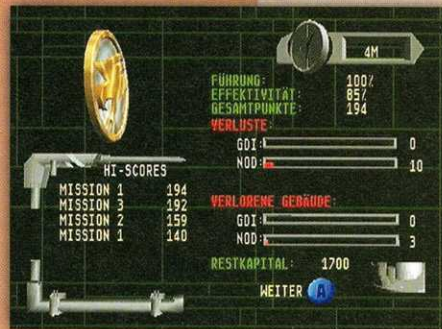 4M
FÜHRUNG: 100%
EFFEKTIVITÄT: 85%
GESAMTPUNKTE: 194
VERLUSTE:
GDI: 0
NOD: 10
HI-SCORES
MISSION 1 194
MISSION 3 192
MISSION 2 159
MISSION 1 140
VERLORENE GEBÄUDE:
GDI: 0
NOD: 3
RESTKAPITAL: 1700
WEITER A